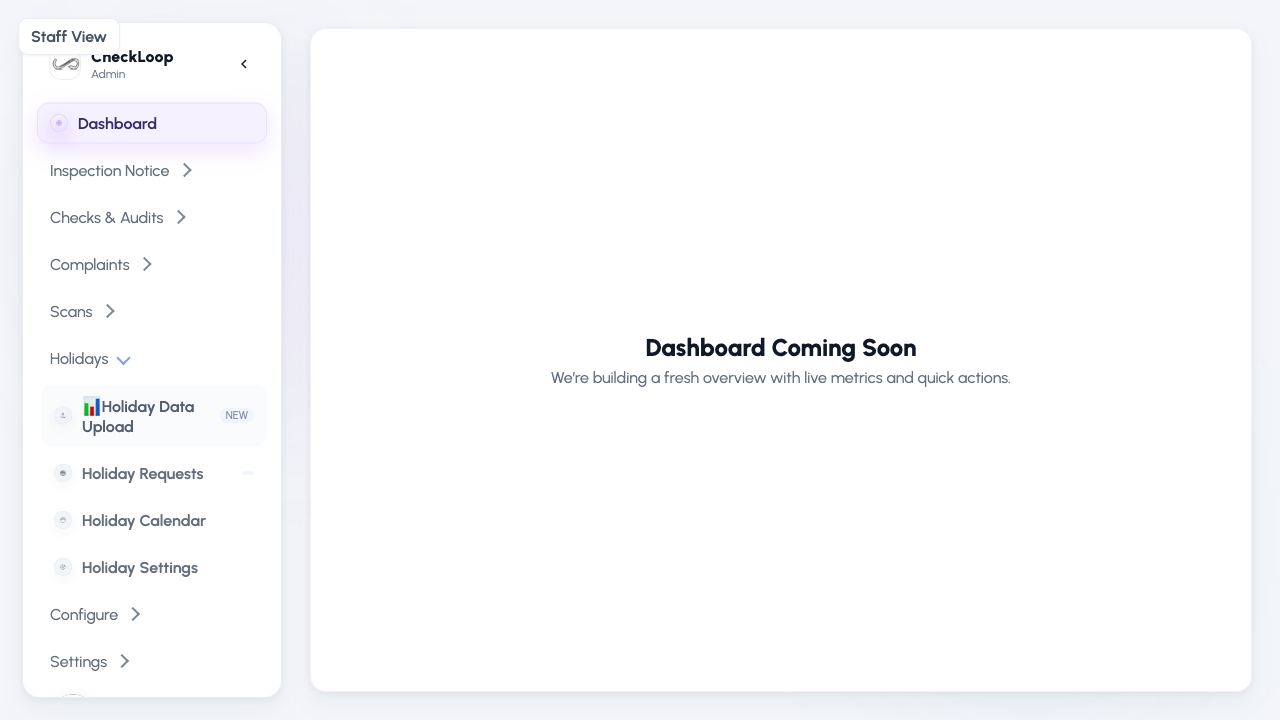 Staff View
CheckLoop
Admin
Dashboard
Inspection Notice
Checks & Audits
Complaints
Scans
Holidays
📊Holiday Data
Upload
NEW
Holiday Requests
Holiday Calendar
Holiday Settings
Configure
Settings
Dashboard Coming Soon
We're building a fresh overview with live metrics and quick actions.